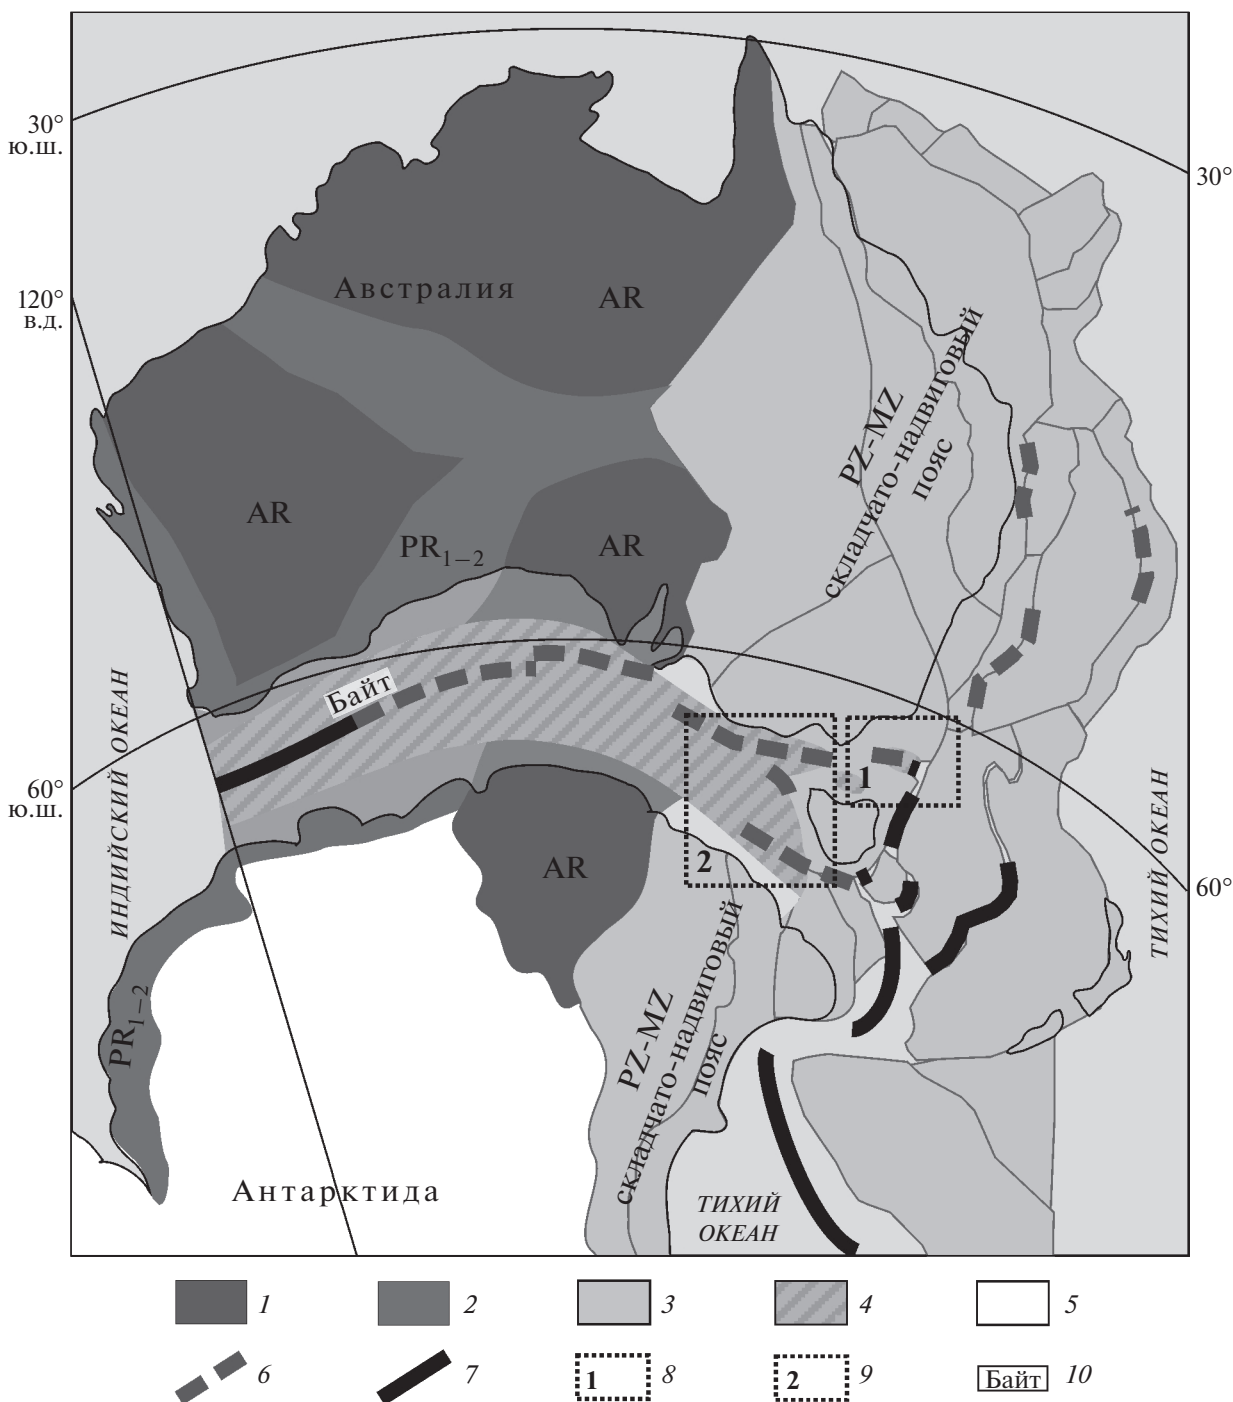 30°
ю.ш.
30°
120°
в.д.
Австралия
AR
PZ-MZ
складчато-надвиговый
пояс
AR
AR
PR1–2
Байт
ИНДИЙСКИЙ ОКЕАН
60°
ю.ш.
1
2
ТИХИЙ ОКЕАН
60°
AR
PR1–2
PZ-MZ
складчато-надвиговый
пояс
Антарктида
ТИХИЙ
ОКЕАН
1
2
3
4
5
6
7
1
8
2
9
Байт
10